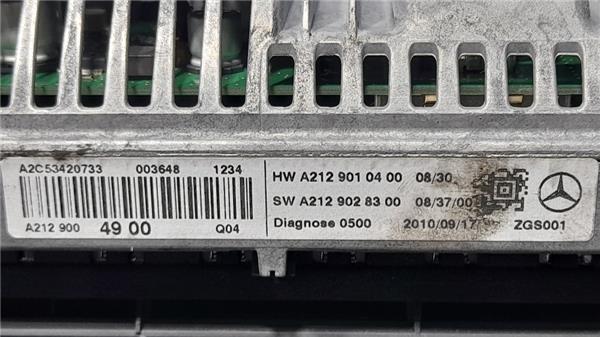 A2C53420733 003648 1234
A212 900 49 00 Q04
HW A212 901 04 00 08/30
SW A212 902 83 00 08/37/00
Diagnose 0500 2010/09/17 ZGS001